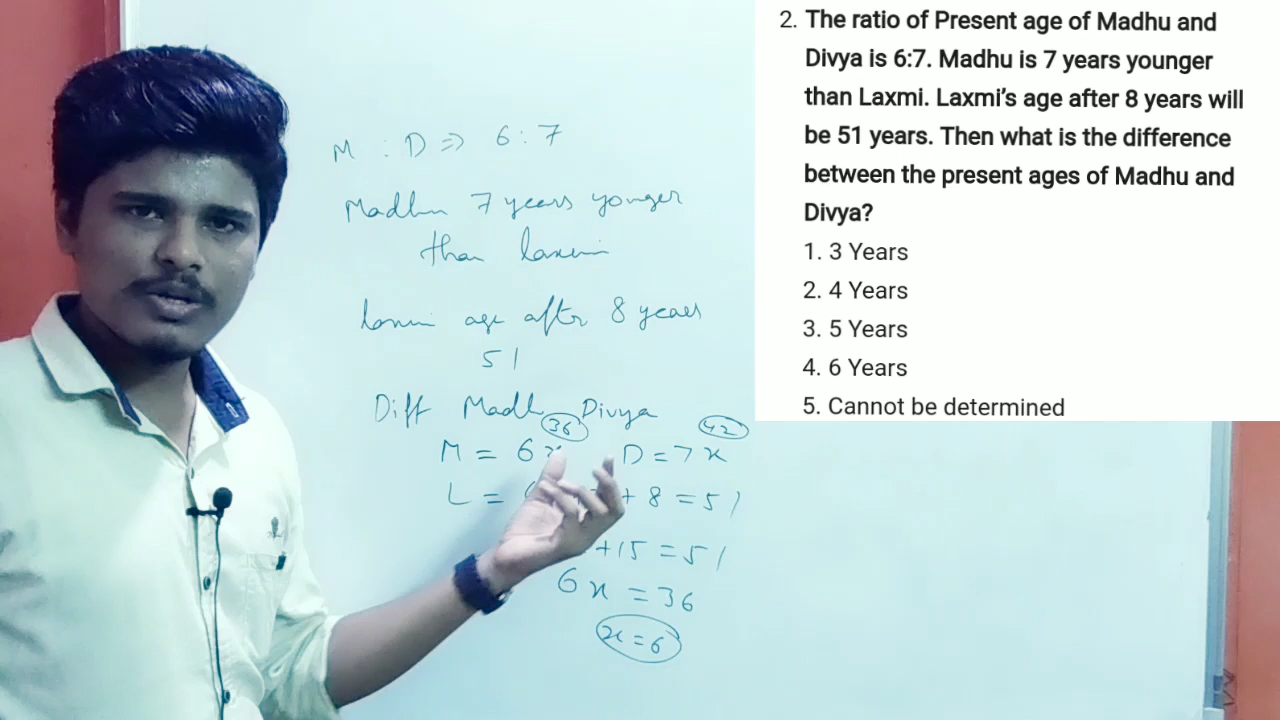 2. The ratio of Present age of Madhu and
Divya is 6:7. Madhu is 7 years younger
than Laxmi. Laxmi's age after 8 years will
be 51 years. Then what is the difference
between the present ages of Madhu and
Divya?
1. 3 Years
2. 4 Years
3. 5 Years
4. 6 Years
5. Cannot be determined
M : D => 6 : 7
Madhu 7 years younger
than laxmi
laxmi age after 8 years
51
Diff Madh Divya
36 42
M = 6x D = 7x
L = + 8 = 51
+15 = 51
6x = 36
x = 6